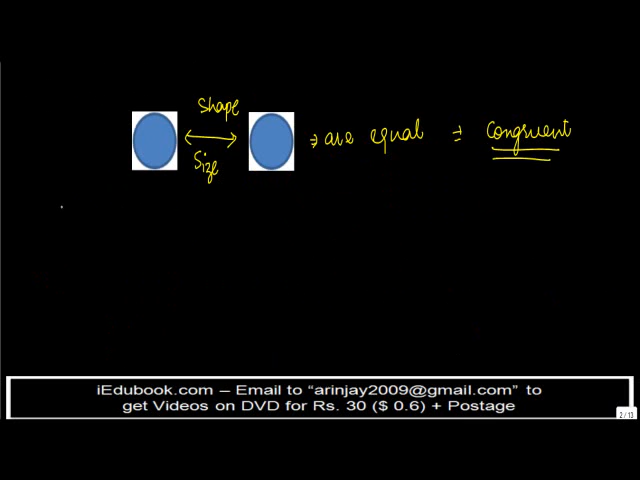 Shape
Size
⇒ are equal ⇒ Congruent
iEdubook.com – Email to “arinjay2009@gmail.com” to
get Videos on DVD for Rs. 30 ($ 0.6) + Postage
2 / 13